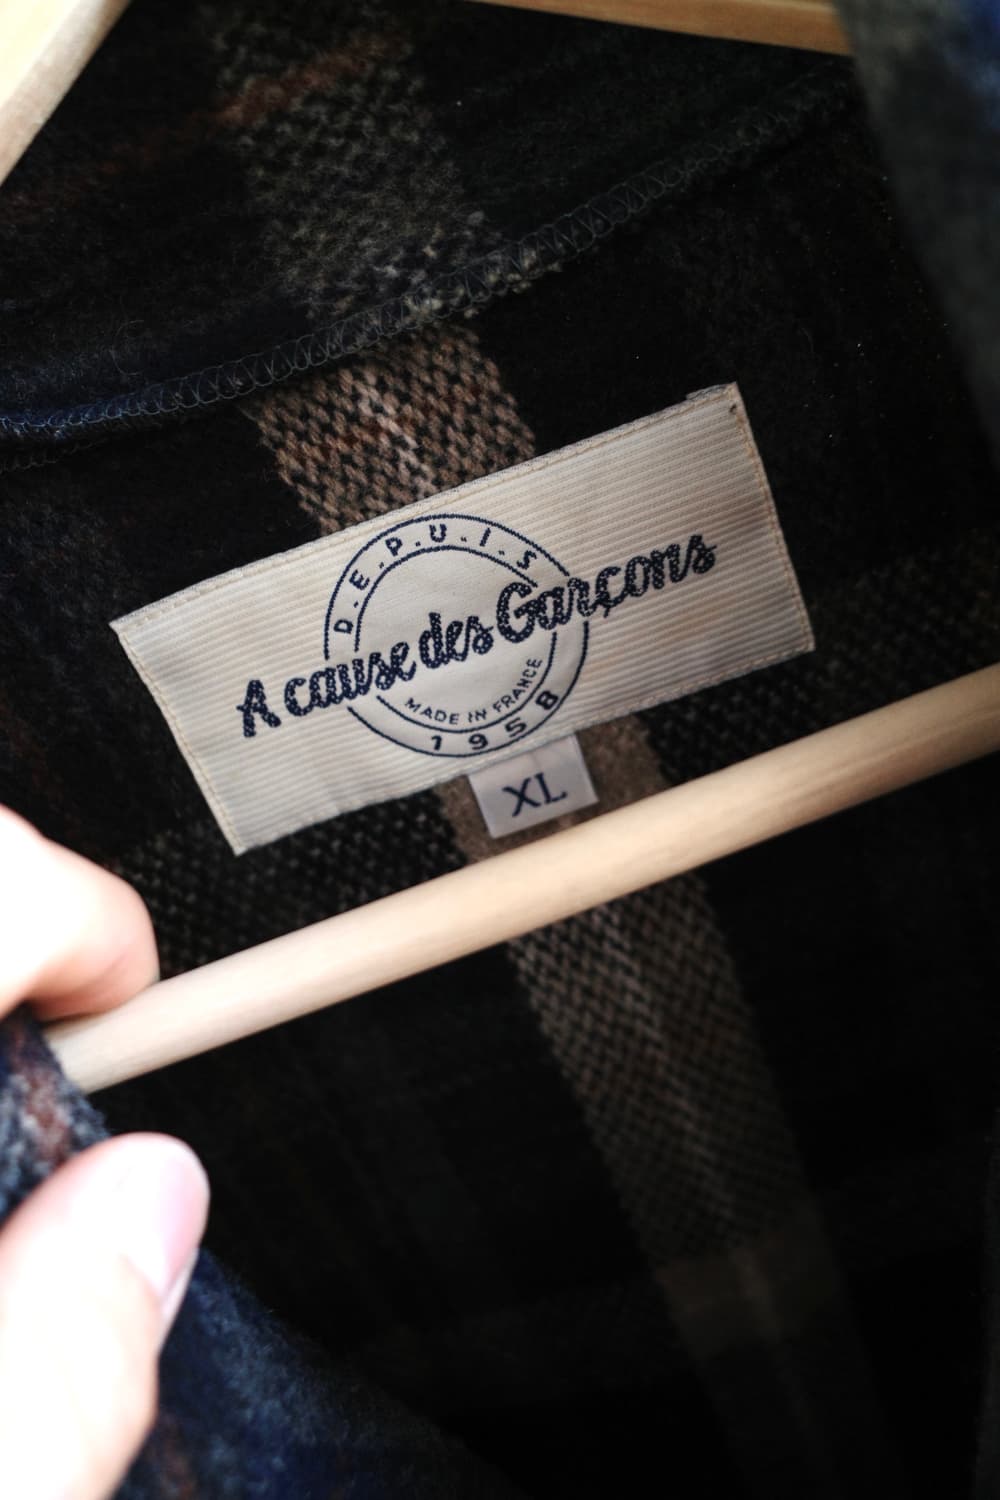 D.E.P.U.I.S
A cause des Garçons
MADE IN FRANCE
1958
XL